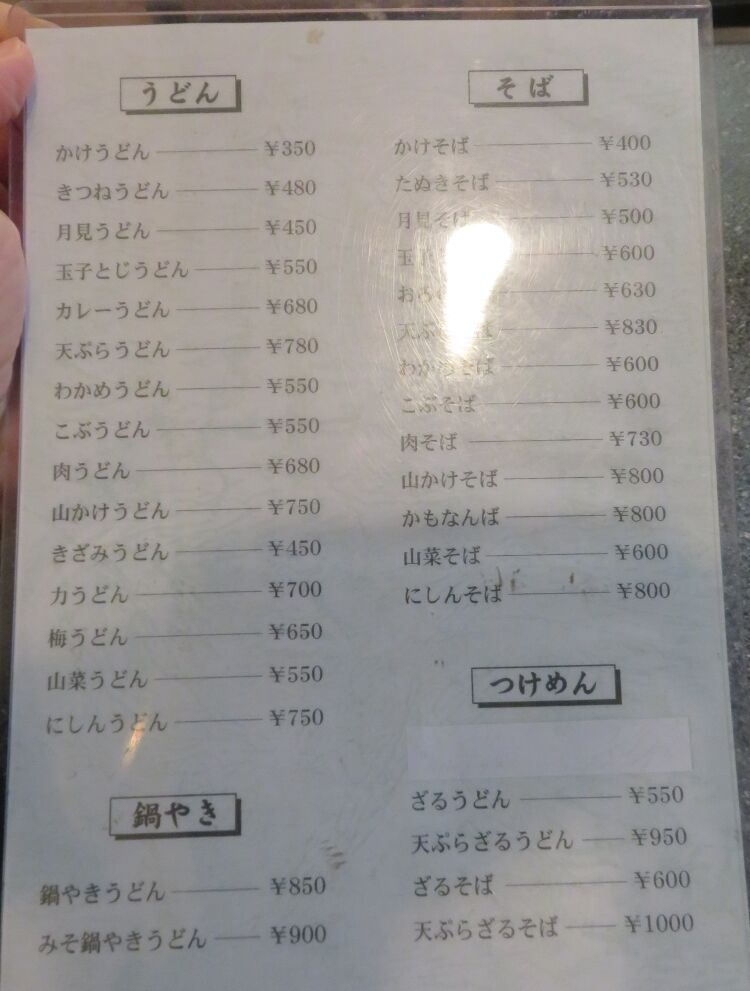 うどん
かけうどん ¥350
きつねうどん ¥480
月見うどん ¥450
玉子とじうどん ¥550
カレーうどん ¥680
天ぷらうどん ¥780
わかめうどん ¥550
こぶうどん ¥550
肉うどん ¥680
山かけうどん ¥750
きざみうどん ¥450
力うどん ¥700
梅うどん ¥650
山菜うどん ¥550
にしんうどん ¥750
鍋やき
鍋やきうどん ¥850
みそ鍋やきうどん ¥900
そば
かけそば ¥400
たぬきそば ¥530
月見そば ¥500
¥600
¥630
¥830
わかめそば ¥600
こぶそば ¥600
肉そば ¥730
山かけそば ¥800
かもなんば ¥800
山菜そば ¥600
にしんそば ¥800
つけめん
ざるうどん ¥550
天ぷらざるうどん ¥950
ざるそば ¥600
天ぷらざるそば ¥1000